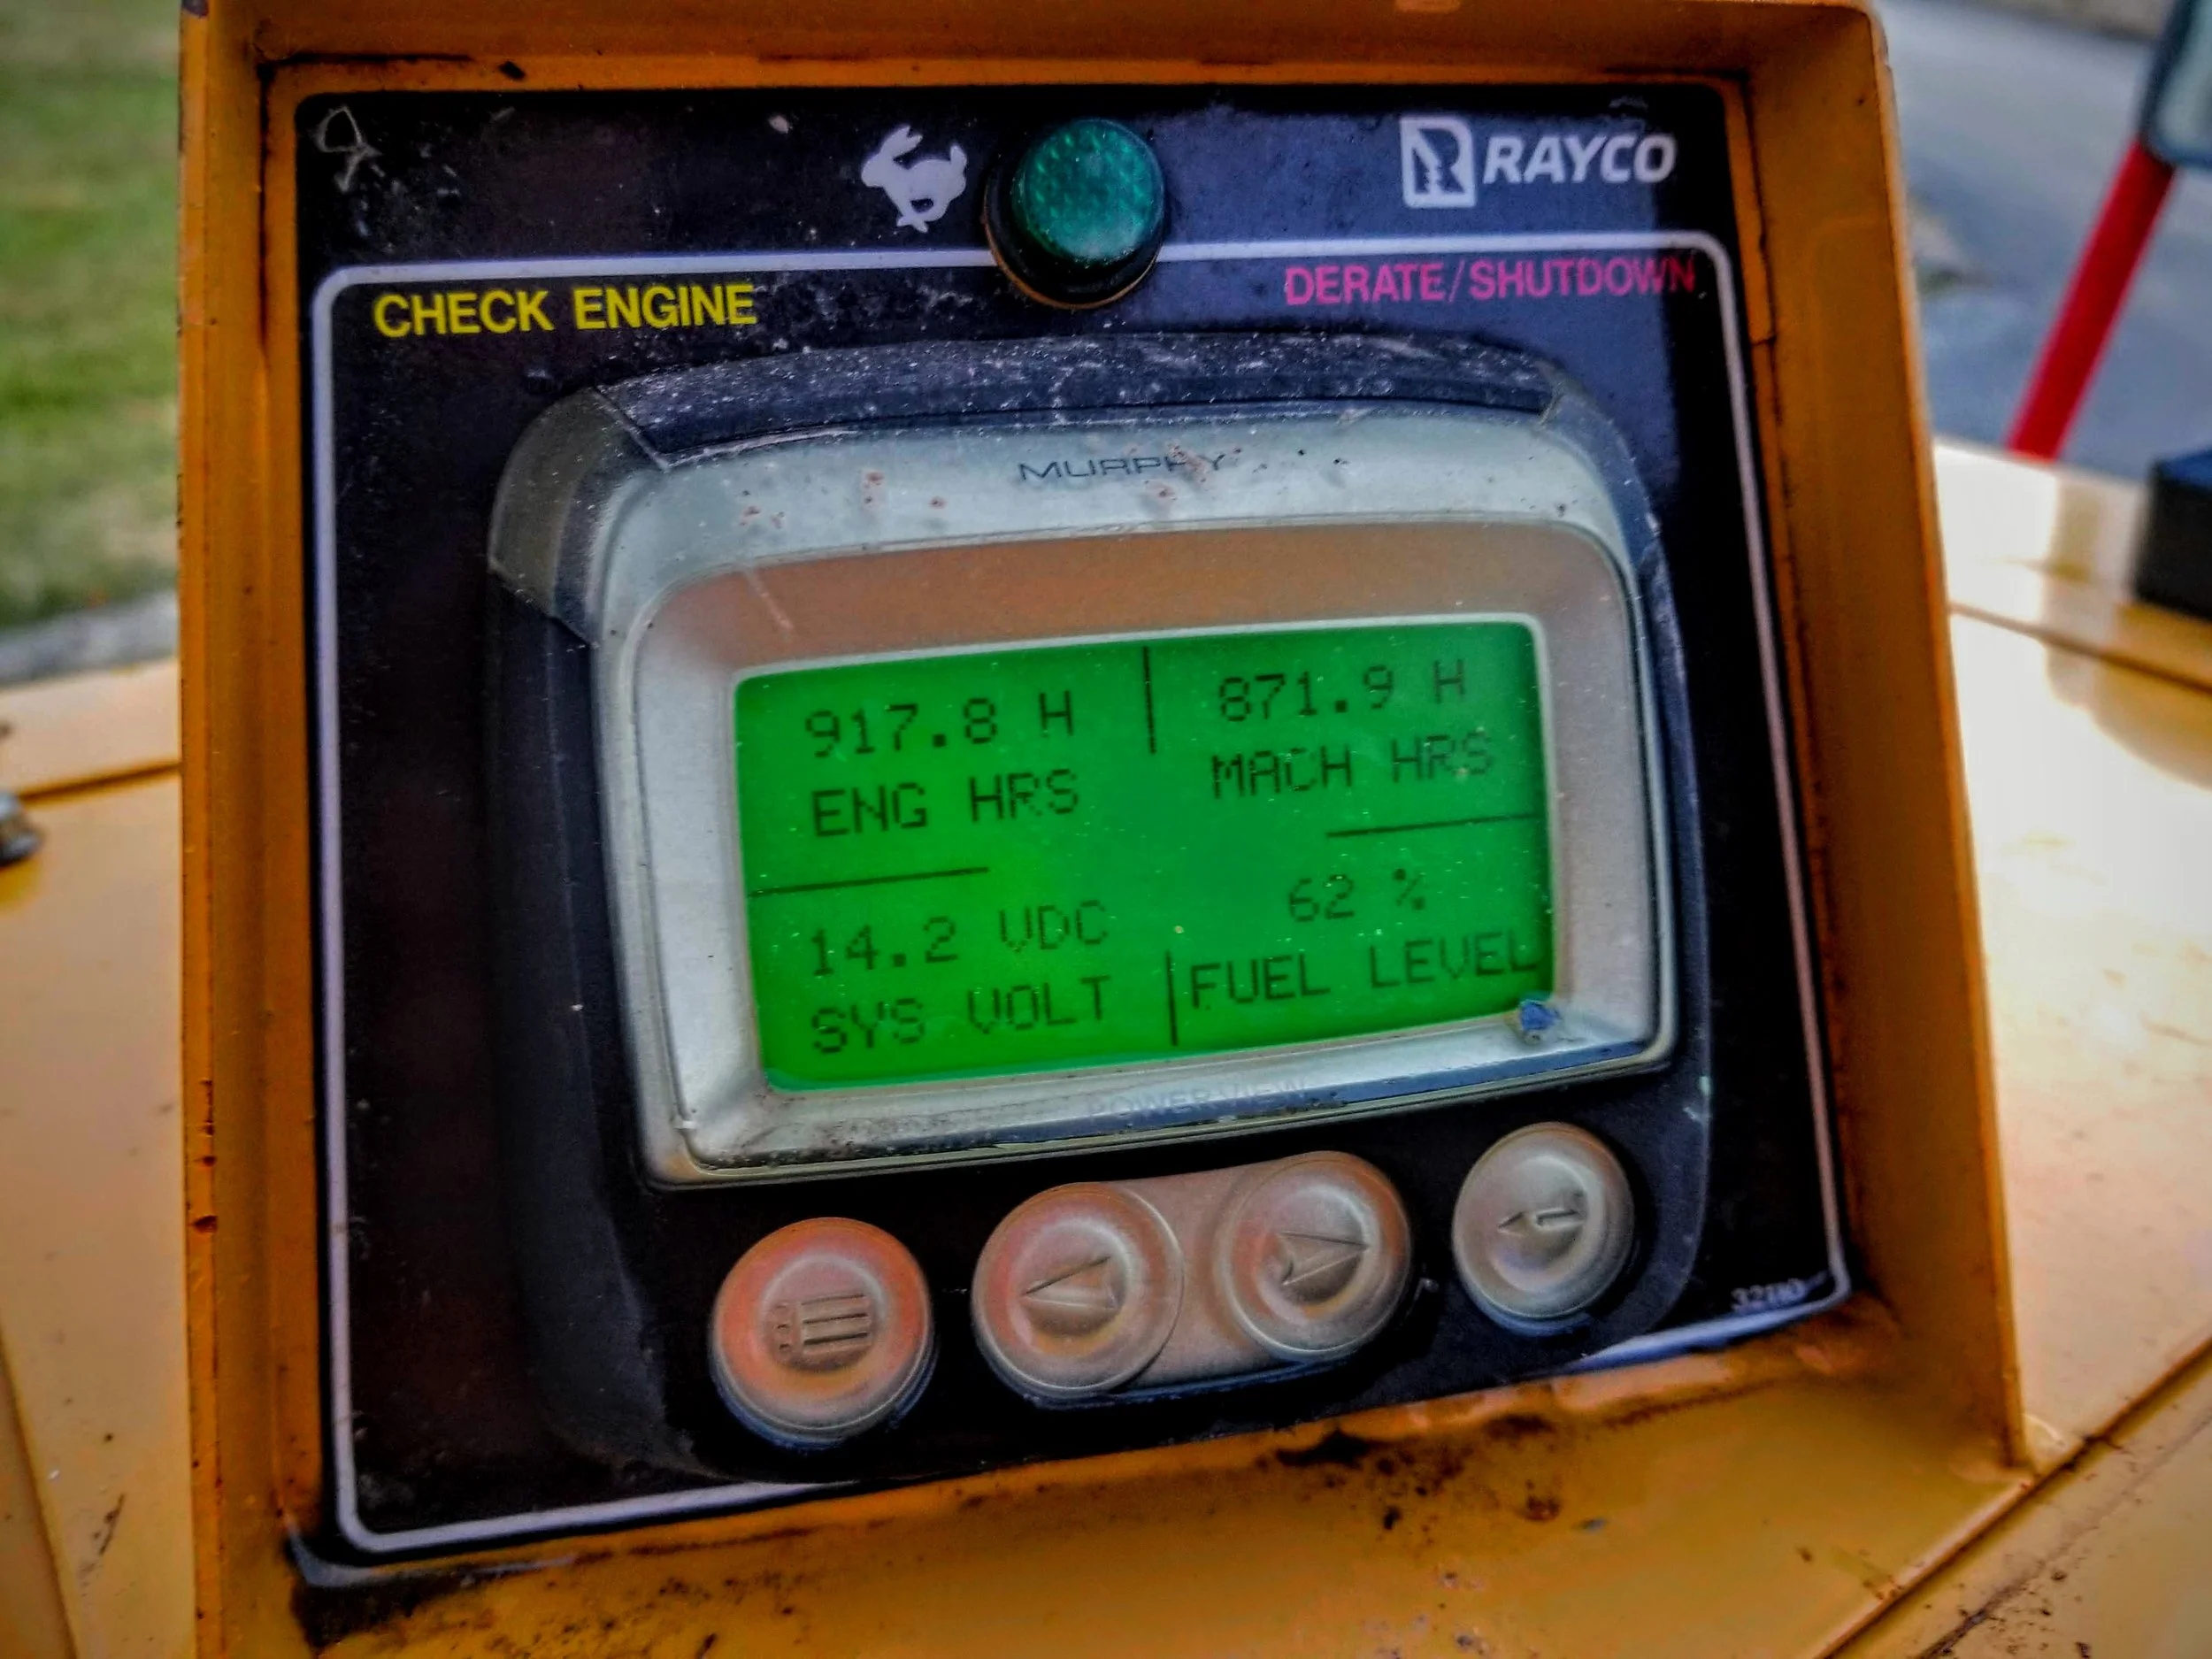 RAYCO
CHECK ENGINE
DERATE/SHUTDOWN
MURPHY
917.8 H
871.9 H
ENG HRS
MACH HRS
14.2 VDC
62 %
SYS VOLT
FUEL LEVEL
POWERVIEW